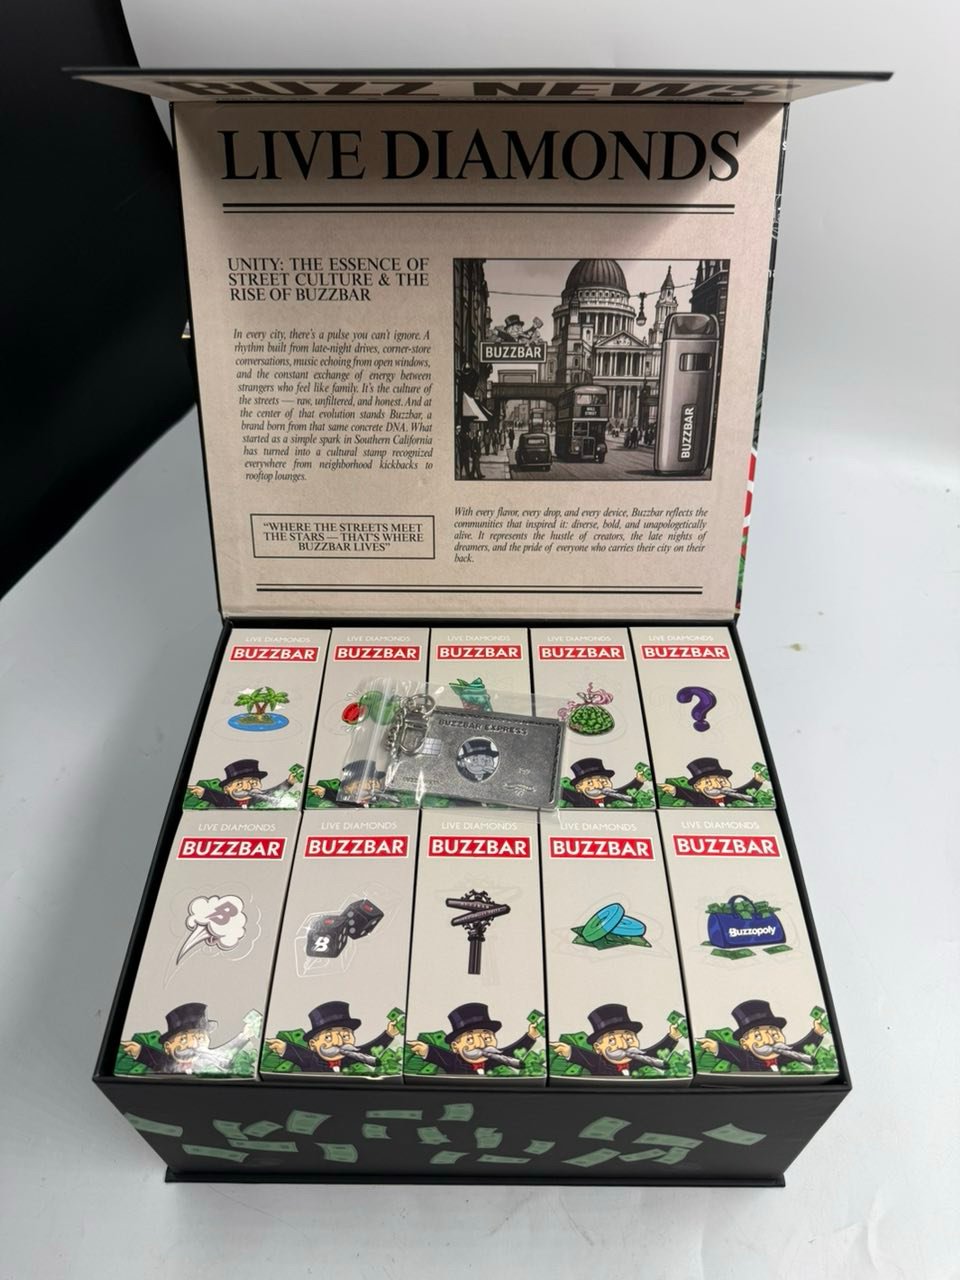 BUZZ NEWS
LIVE DIAMONDS
UNITY: THE ESSENCE OF
STREET CULTURE & THE
RISE OF BUZZBAR
In every city, there's a pulse you can't ignore. A
rhythm built from late-night drives, corner-store
conversations, music echoing from open windows,
and the constant exchange of energy between
strangers who feel like family. It's the culture of
the streets — raw, unfiltered, and honest. And at
the center of that evolution stands Buzzbar, a
brand born from that same concrete DNA. What
started as a simple spark in Southern California
has turned into a cultural stamp recognized
everywhere from neighborhood kickbacks to
rooftop lounges.
"WHERE THE STREETS MEET
THE STARS — THAT'S WHERE
BUZZBAR LIVES"
BUZZBAR
BUZZBAR
With every flavor, every drop, and every device, Buzzbar reflects the
communities that inspired it: diverse, bold, and unapologetically
alive. It represents the hustle of creators, the late nights of
dreamers, and the pride of everyone who carries their city on their
back.
LIVE DIAMONDS
BUZZBAR
LIVE DIAMONDS
BUZZBAR
LIVE DIAMONDS
BUZZBAR
LIVE DIAMONDS
BUZZBAR
LIVE DIAMONDS
BUZZBAR
?
BUZZBAR EXPRESS
LIVE DIAMONDS
BUZZBAR
B
LIVE DIAMONDS
BUZZBAR
B
LIVE DIAMONDS
BUZZBAR
LIVE DIAMONDS
BUZZBAR
LIVE DIAMONDS
BUZZBAR
Buzzopoly